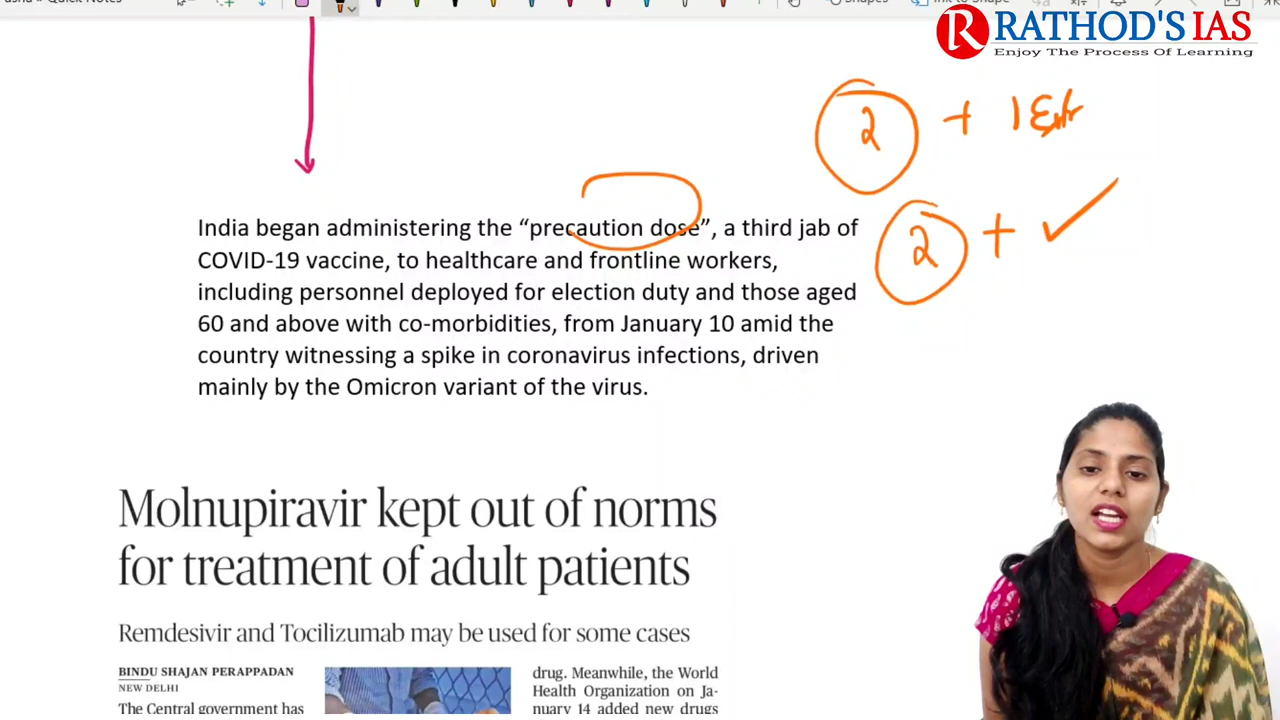 RATHOD'S IAS
Enjoy The Process Of Learning
2 + 1
2 + ✓
India began administering the “precaution dose”, a third jab of
COVID-19 vaccine, to healthcare and frontline workers,
including personnel deployed for election duty and those aged
60 and above with co-morbidities, from January 10 amid the
country witnessing a spike in coronavirus infections, driven
mainly by the Omicron variant of the virus.
Molnupiravir kept out of norms
for treatment of adult patients
Remdesivir and Tocilizumab may be used for some cases
BINDU SHAJAN PERAPPADAN
NEW DELHI
The Central government has
drug. Meanwhile, the World
Health Organization on Ja-
nuary 14 added new drugs